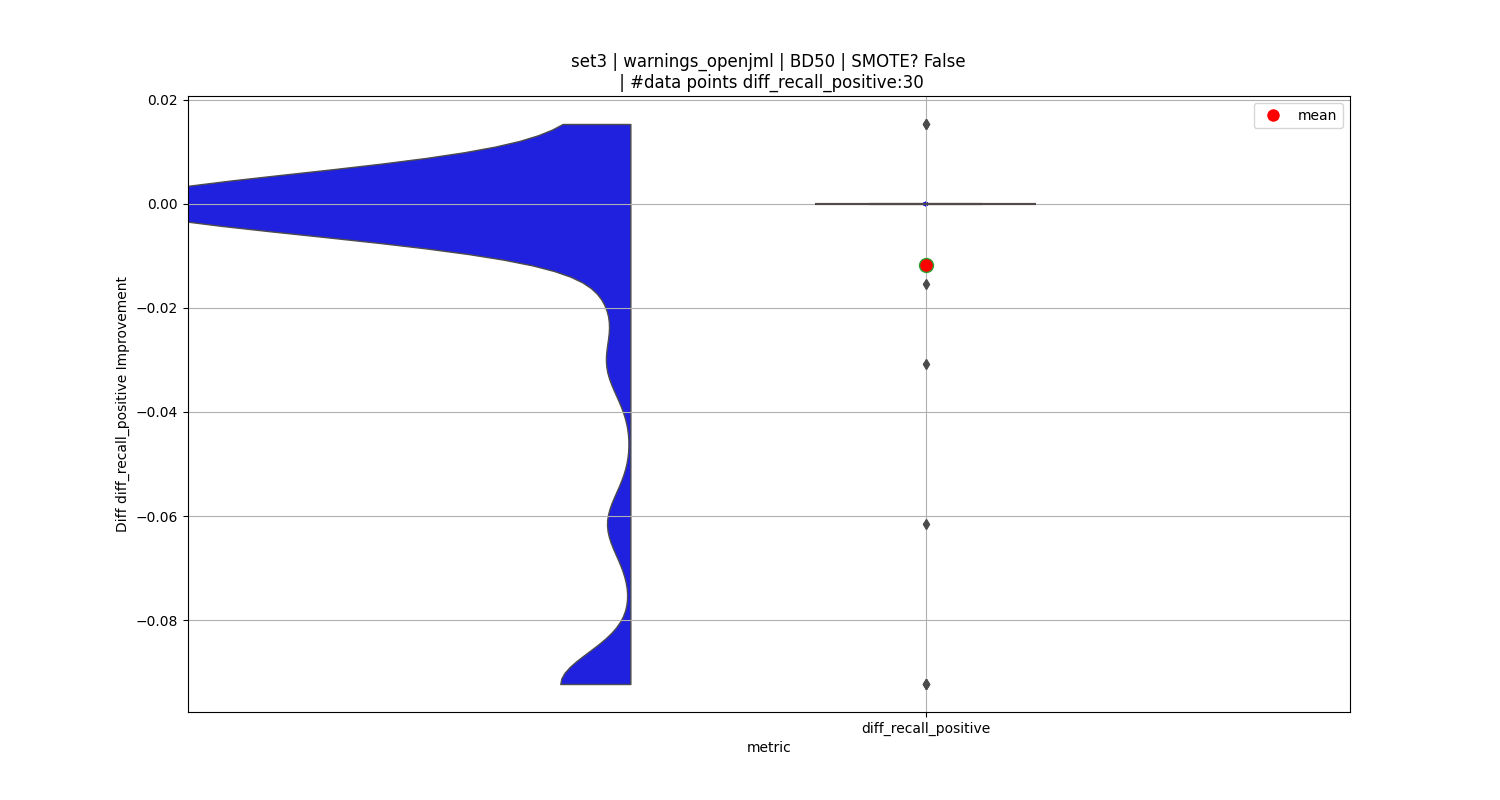 set3 | warnings_openjml | BD50 | SMOTE? False
| #data points diff_recall_positive:30
mean
0.02
0.00
−0.02
−0.04
−0.06
−0.08
Diff diff_recall_positive Improvement
diff_recall_positive
metric